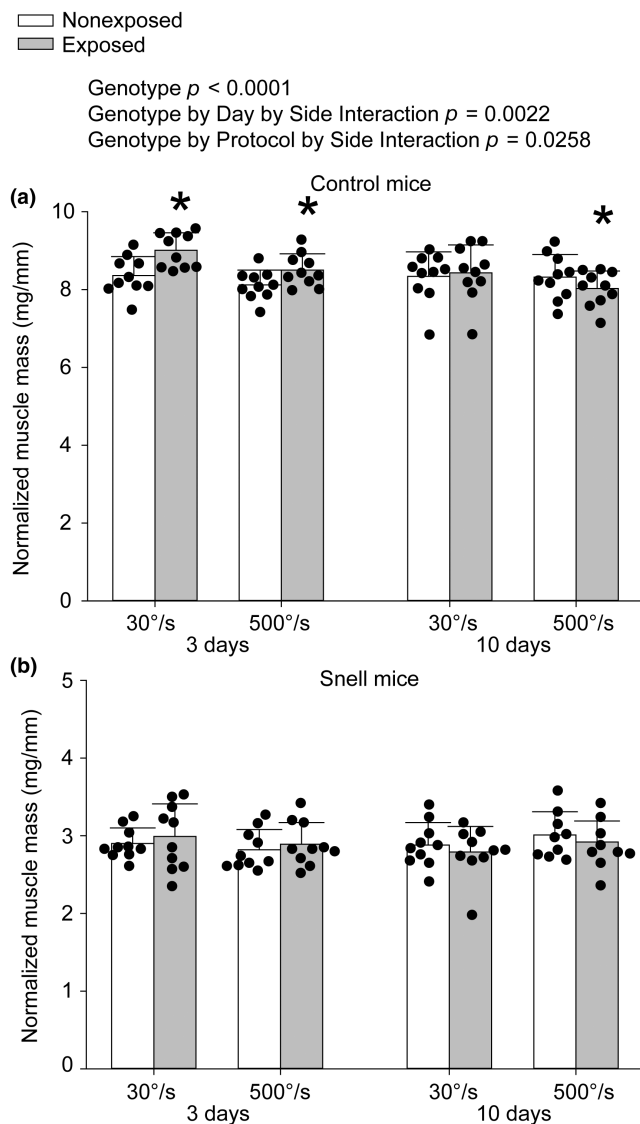 Nonexposed
Exposed
Genotype p < 0.0001
Genotype by Day by Side Interaction p = 0.0022
Genotype by Protocol by Side Interaction p = 0.0258
(a)
Control mice
Normalized muscle mass (mg/mm)
10
8
6
4
2
0
* * *
30°/s 500°/s 30°/s 500°/s
3 days 10 days
(b)
Snell mice
Normalized muscle mass (mg/mm)
5
4
3
2
1
0
30°/s 500°/s 30°/s 500°/s
3 days 10 days